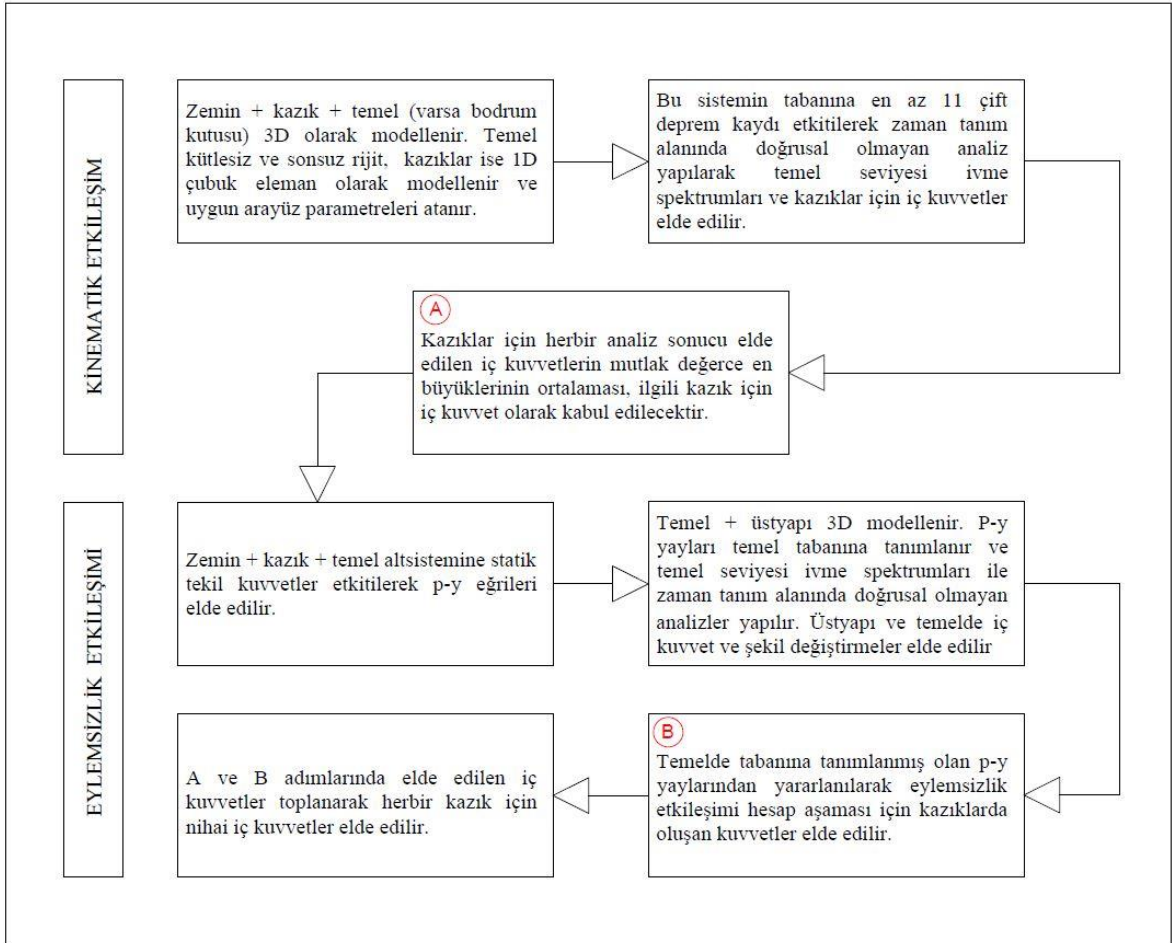 KİNEMATİK ETKİLEŞİM
Zemin + kazık + temel (varsa bodrum
kutusu) 3D olarak modellenir. Temel
kütlesiz ve sonsuz rijit, kazıklar ise 1D
çubuk eleman olarak modellenir ve
uygun arayüz parametreleri atanır.
Bu sistemin tabanına en az 11 çift
deprem kaydı etkitilerek zaman tanım
alanında doğrusal olmayan analiz
yapılarak temel seviyesi ivme
spektrumları ve kazıklar için iç kuvvetler
elde edilir.
A
Kazıklar için herbir analiz sonucu elde
edilen iç kuvvetlerin mutlak değerce en
büyüklerinin ortalaması, ilgili kazık için
iç kuvvet olarak kabul edilecektir.
EYLEMSİZLİK ETKİLEŞİMİ
Zemin + kazık + temel altsistemine statik
tekil kuvvetler etkitilerek p-y eğrileri
elde edilir.
Temel + üstyapı 3D modellenir. P-y
yayları temel tabanına tanımlanır ve
temel seviyesi ivme spektrumları ile
zaman tanım alanında doğrusal olmayan
analizler yapılır. Üstyapı ve temelde iç
kuvvet ve şekil değiştirmeler elde edilir
B
Temelde tabanına tanımlanmış olan p-y
yaylarından yararlanılarak eylemsizlik
etkileşimi hesap aşaması için kazıklarda
oluşan kuvvetler elde edilir.
A ve B adımlarında elde edilen iç
kuvvetler toplanarak herbir kazık için
nihai iç kuvvetler elde edilir.